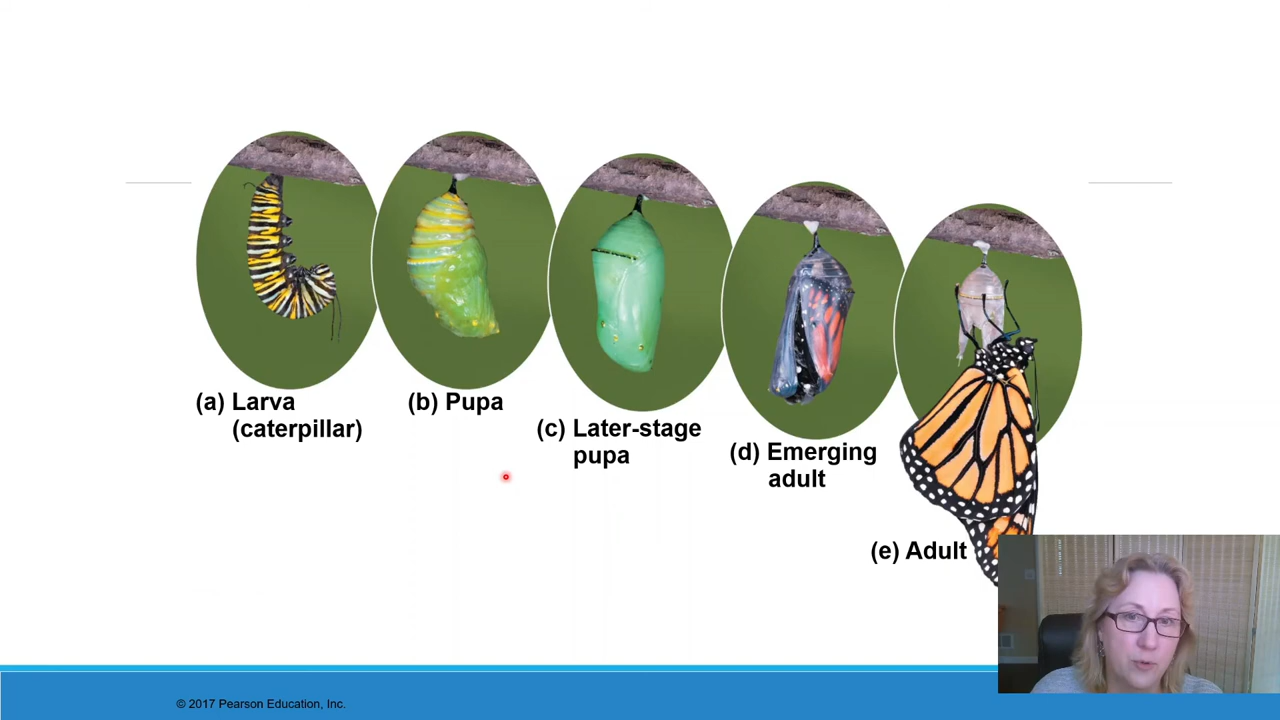 (a) Larva
(caterpillar)
(b) Pupa
(c) Later-stage
pupa
(d) Emerging
adult
(e) Adult
© 2017 Pearson Education, Inc.